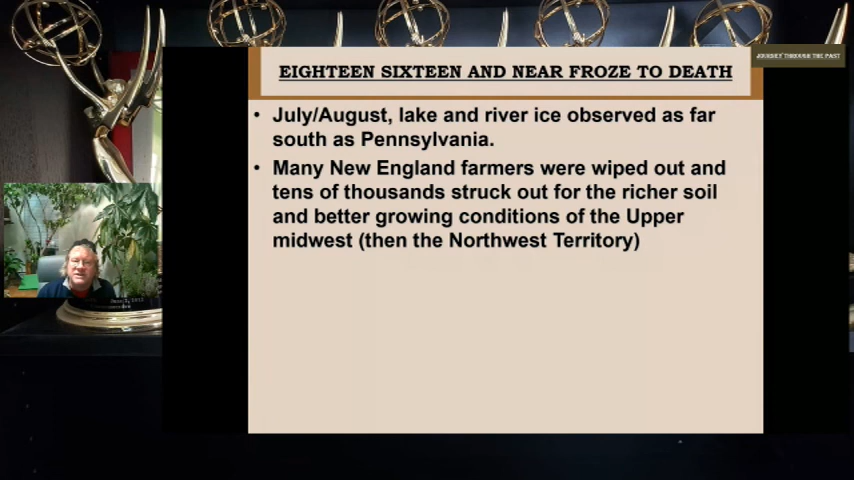 EIGHTEEN SIXTEEN AND NEAR FROZE TO DEATH
JOURNEY THROUGH THE PAST
• July/August, lake and river ice observed as far
south as Pennsylvania.
• Many New England farmers were wiped out and
tens of thousands struck out for the richer soil
and better growing conditions of the Upper
midwest (then the Northwest Territory)